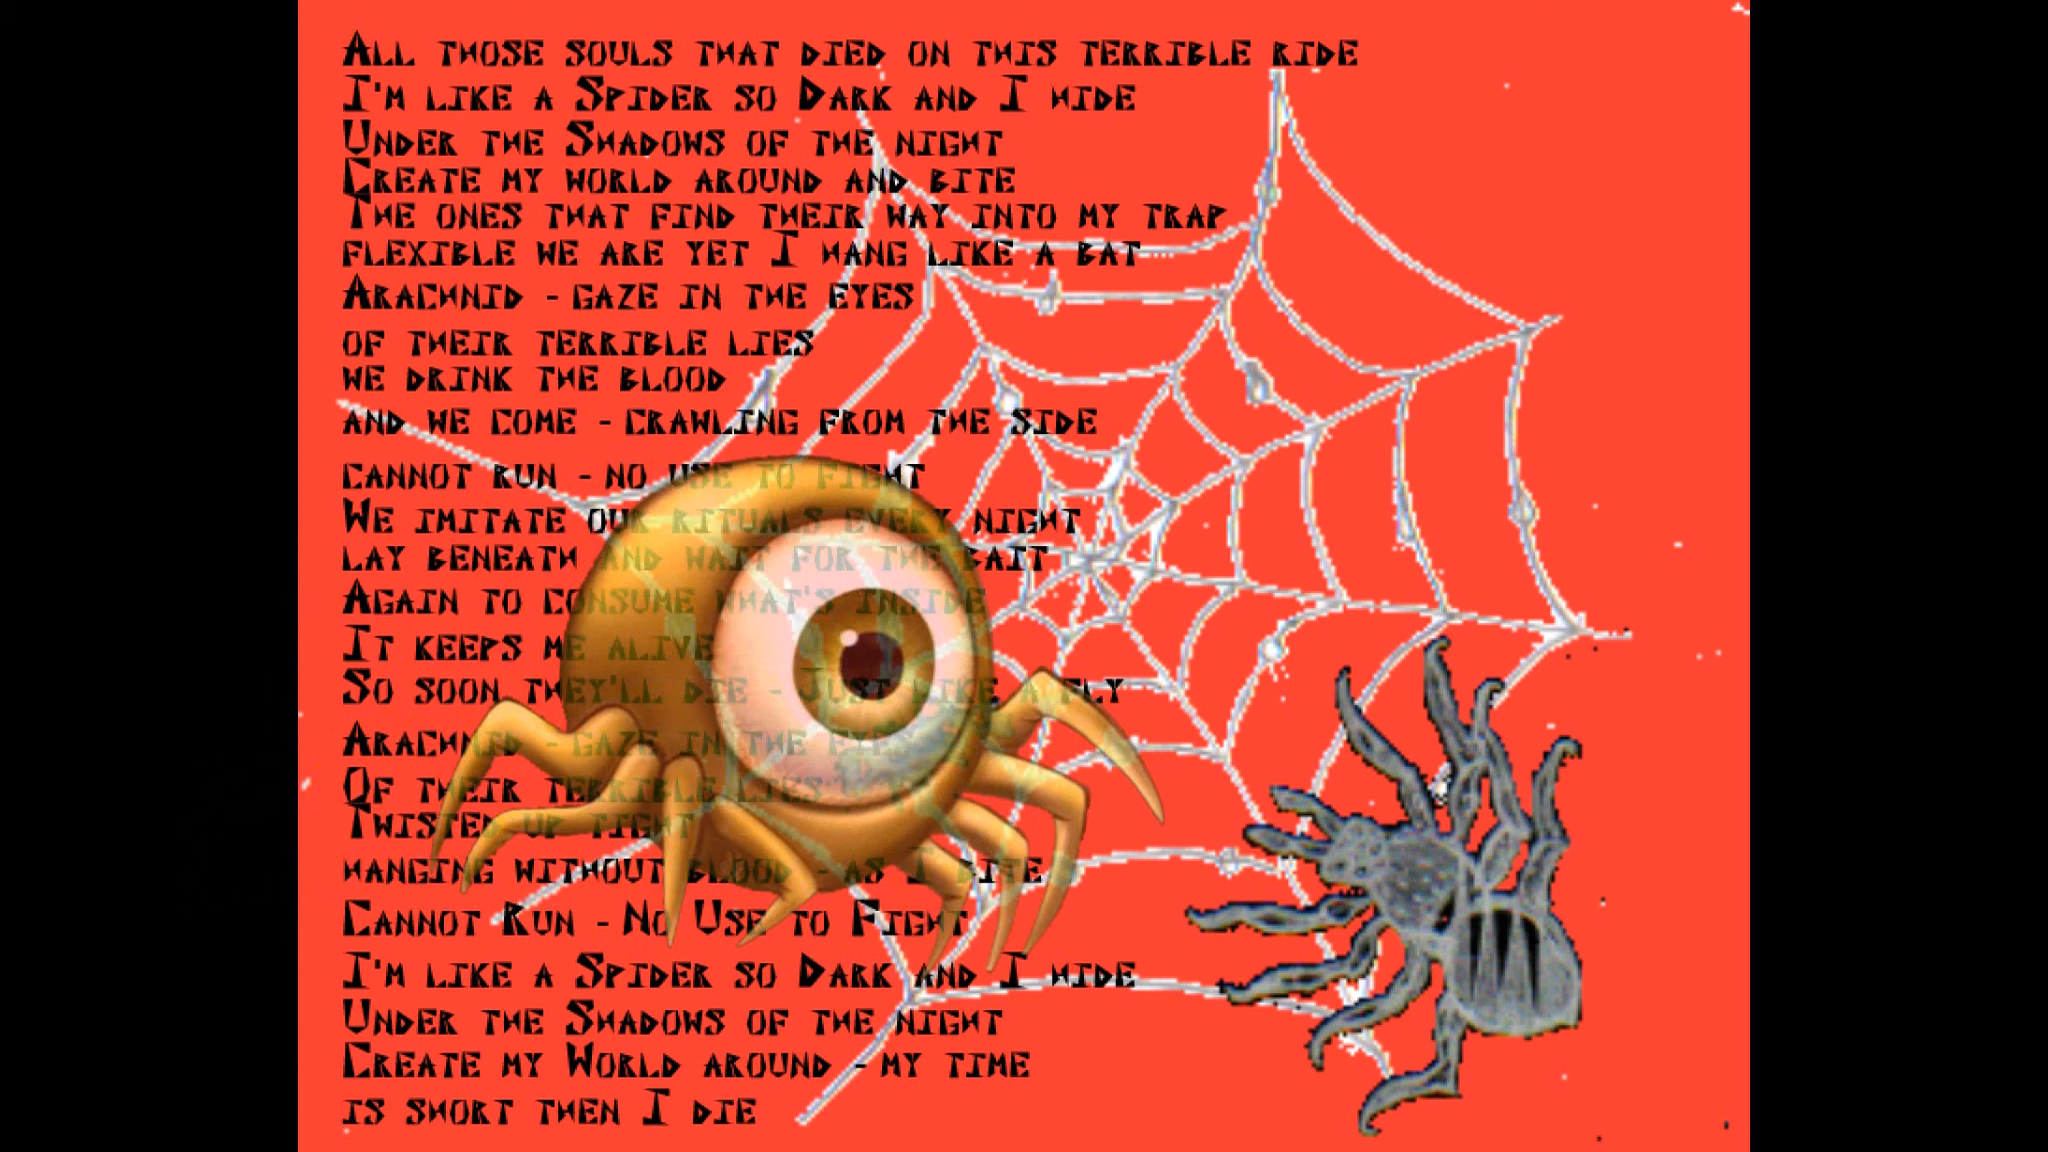 All those souls that died on this terrible ride
I'm like a Spider so Dark and I hide
Under the Shadows of the night
Create my world around and bite
The ones that find their way into my trap
flexible we are yet I hang like a bat
Arachnid - gaze in the eyes
of their terrible lies
we drink the blood
and we come - crawling from the side
cannot run - no use to fight
We imitate our rituals every night
lay beneath and wait for the bait
Again to consume what's inside
It keeps me alive
So soon they'll die - Just like a fly
Arachnid - gaze in the eyes
Of their terrible lies
Twisted up tight
hanging without blood - as I bite
Cannot Run - No Use to Fight
I'm like a Spider so Dark and I hide
Under the Shadows of the night
Create my World around - my time
is short then I die